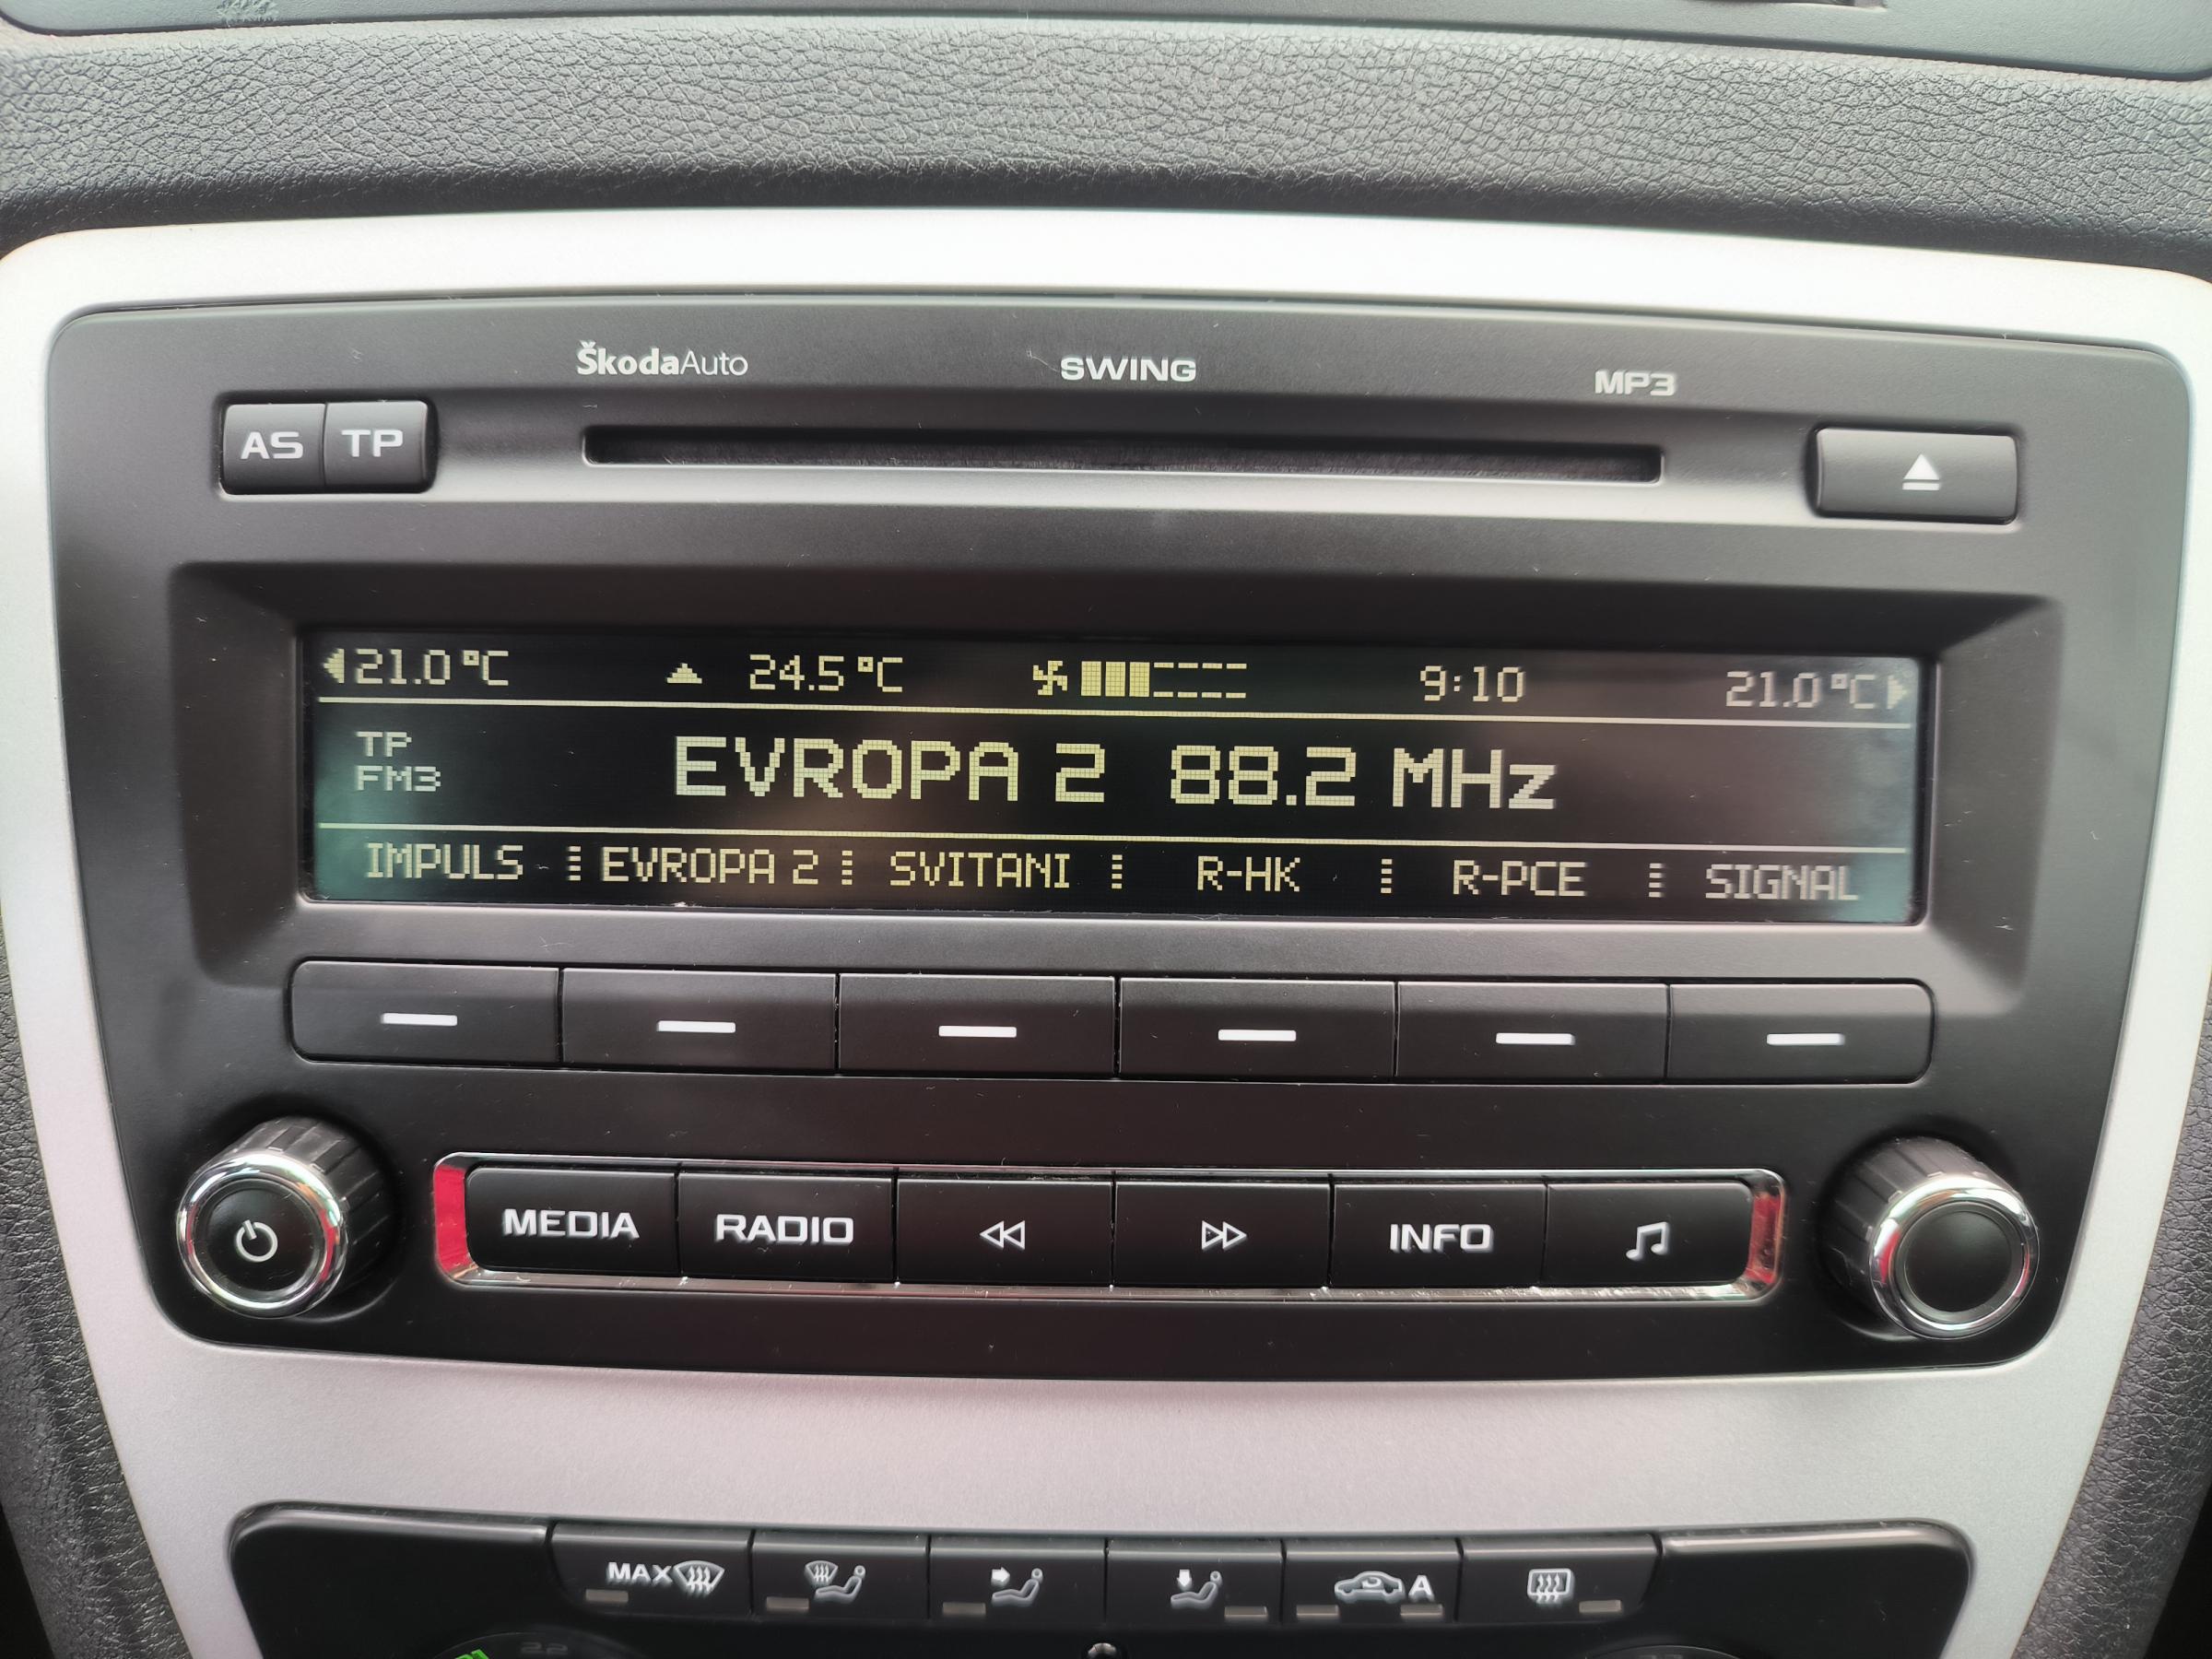 ŠkodaAuto SWING MP3
AS TP
21.0°C 24.5°C 9:10 21.0°C
TP
FM3
EVROPA 2 88.2 MHz
IMPULS EVROPA 2 SVITANI R-HK R-PCE SIGNAL
MEDIA RADIO INFO
MAX A
22